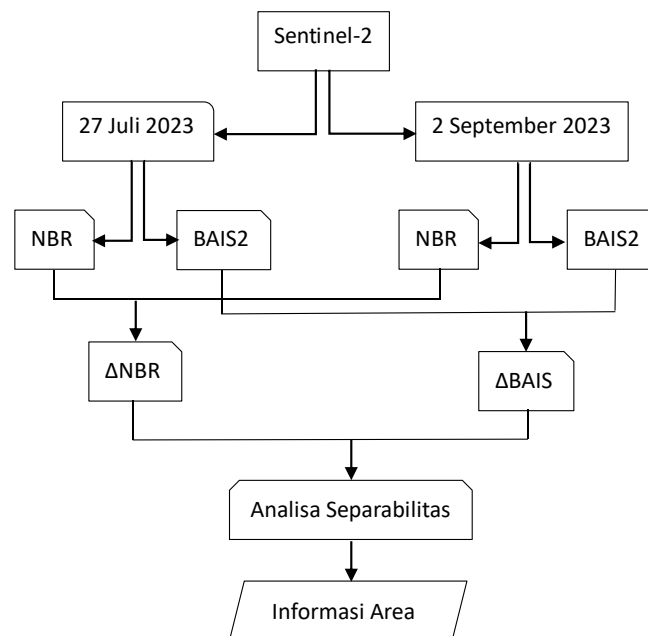 Sentinel-2
27 Juli 2023
2 September 2023
NBR
BAIS2
NBR
BAIS2
ΔNBR
ΔBAIS
Analisa Separabilitas
Informasi Area